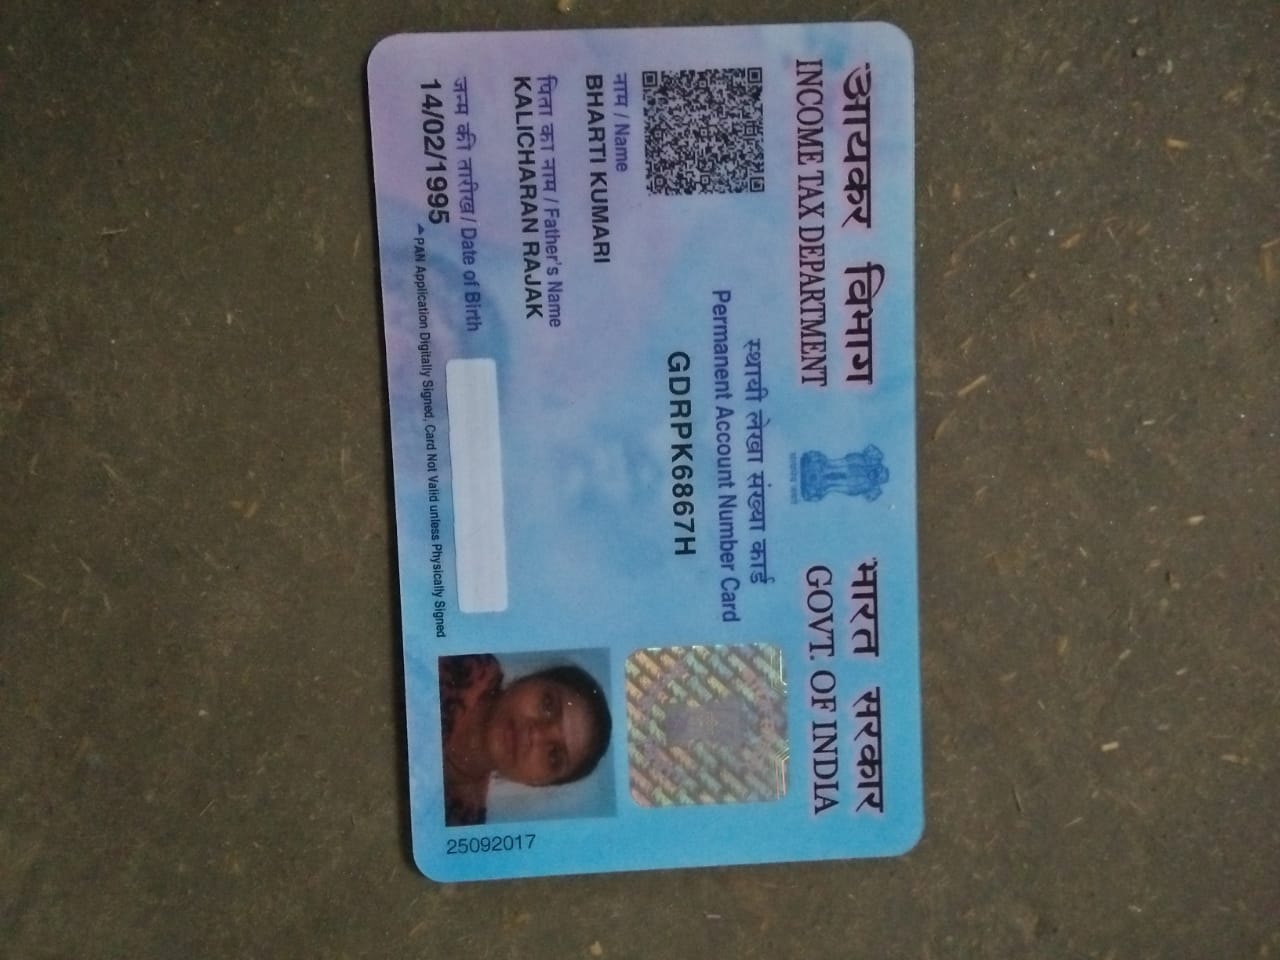 आयकर विभाग
INCOME TAX DEPARTMENT
भारत सरकार
GOVT. OF INDIA
स्थायी लेखा संख्या कार्ड
Permanent Account Number Card
GDRPK6867H
नाम / Name
BHARTI KUMARI
पिता का नाम / Father's Name
KALICHARAN RAJAK
जन्म की तारीख / Date of Birth
14/02/1995
PAN Application Digitally Signed, Card Not Valid unless Physically Signed
25092017